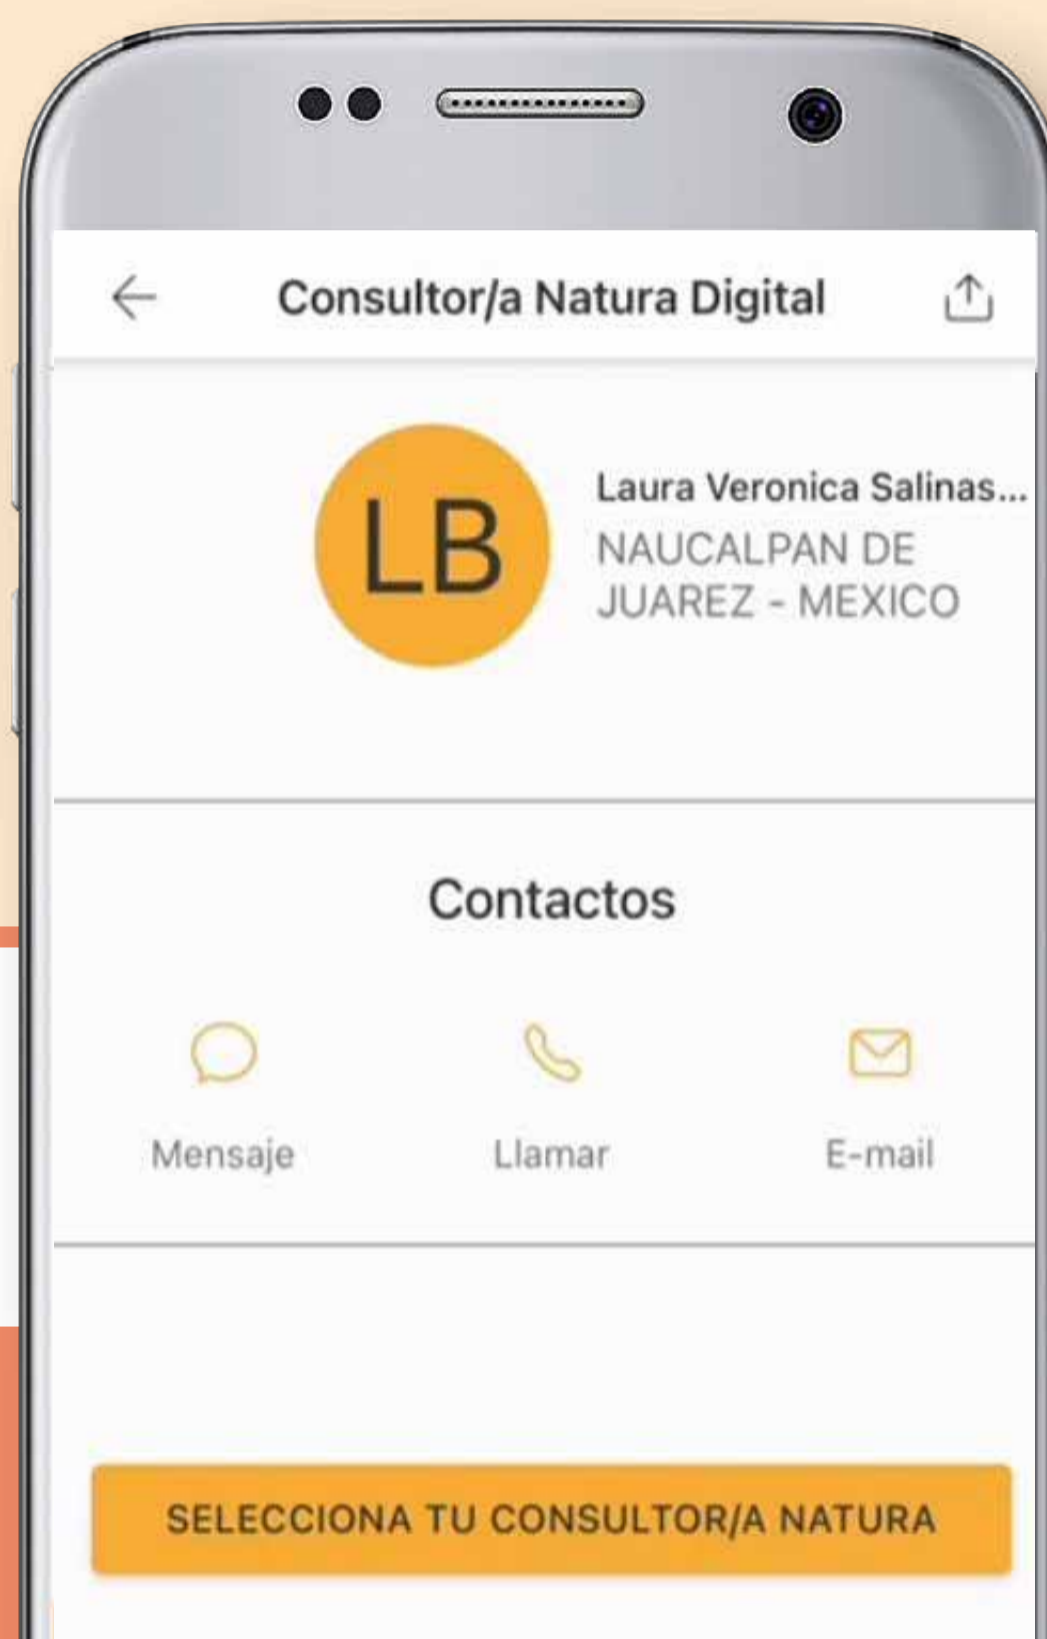 Consultor/a Natura Digital
LB
Laura Veronica Salinas...
NAUCALPAN DE
JUAREZ - MEXICO
Contactos
Mensaje
Llamar
E-mail
SELECCIONA TU CONSULTOR/A NATURA